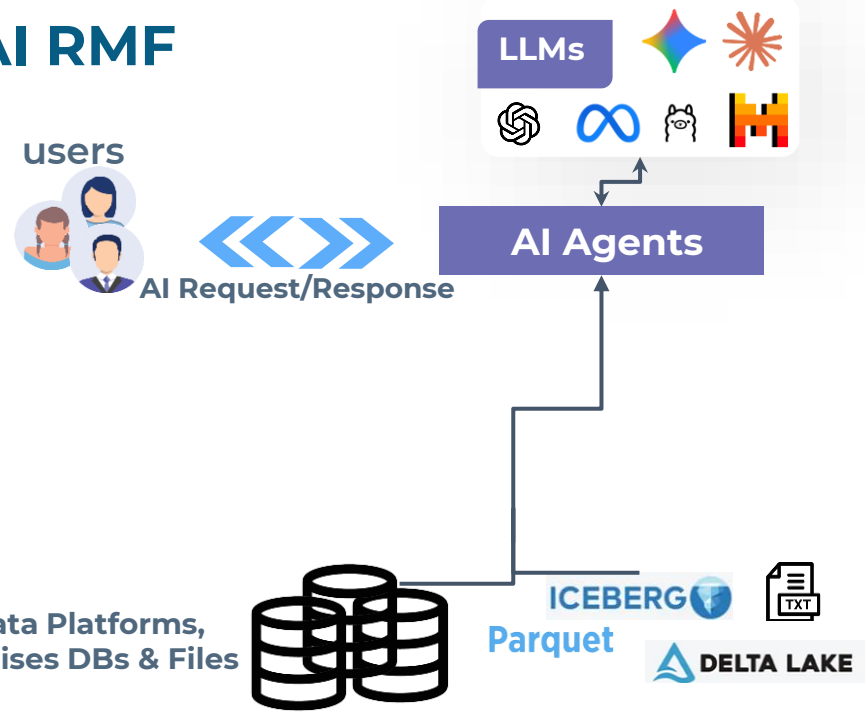 AI RMF
LLMs
users
AI Agents
AI Request/Response
ICEBERG
TXT
ata Platforms,
Parquet
ises DBs & Files
DELTA LAKE